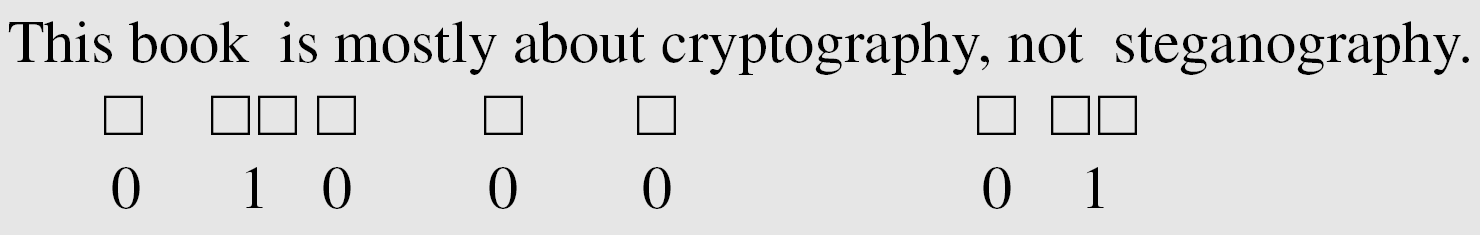 This book  is mostly about cryptography, not  steganography.
□ □□ □ □ □ □ □□
0 1 0 0 0 0 1